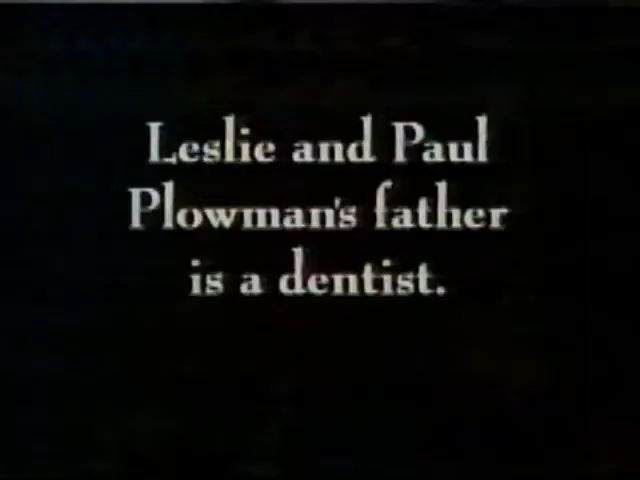 Leslie and Paul
Plowman's father
is a dentist.